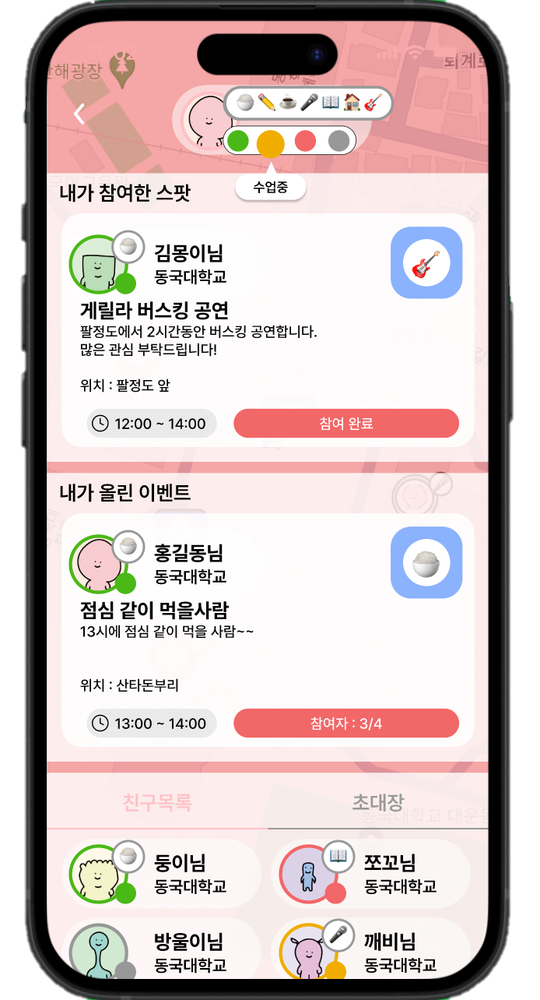 해광장
수업중
내가 참여한 스팟
김몽이님
동국대학교
게릴라 버스킹 공연
팔정도에서 2시간동안 버스킹 공연합니다.
많은 관심 부탁드립니다!
위치 : 팔정도 앞
12:00 ~ 14:00
참여 완료
내가 올린 이벤트
홍길동님
동국대학교
점심 같이 먹을사람
13시에 점심 같이 먹을 사람~~
위치 : 산타돈부리
13:00 ~ 14:00
참여자 : 3/4
친구목록
초대장
동국대학교 대운동
둥이님
동국대학교
쪼꼬님
동국대학교
방울이님
동국대학교
깨비님
동국대학교